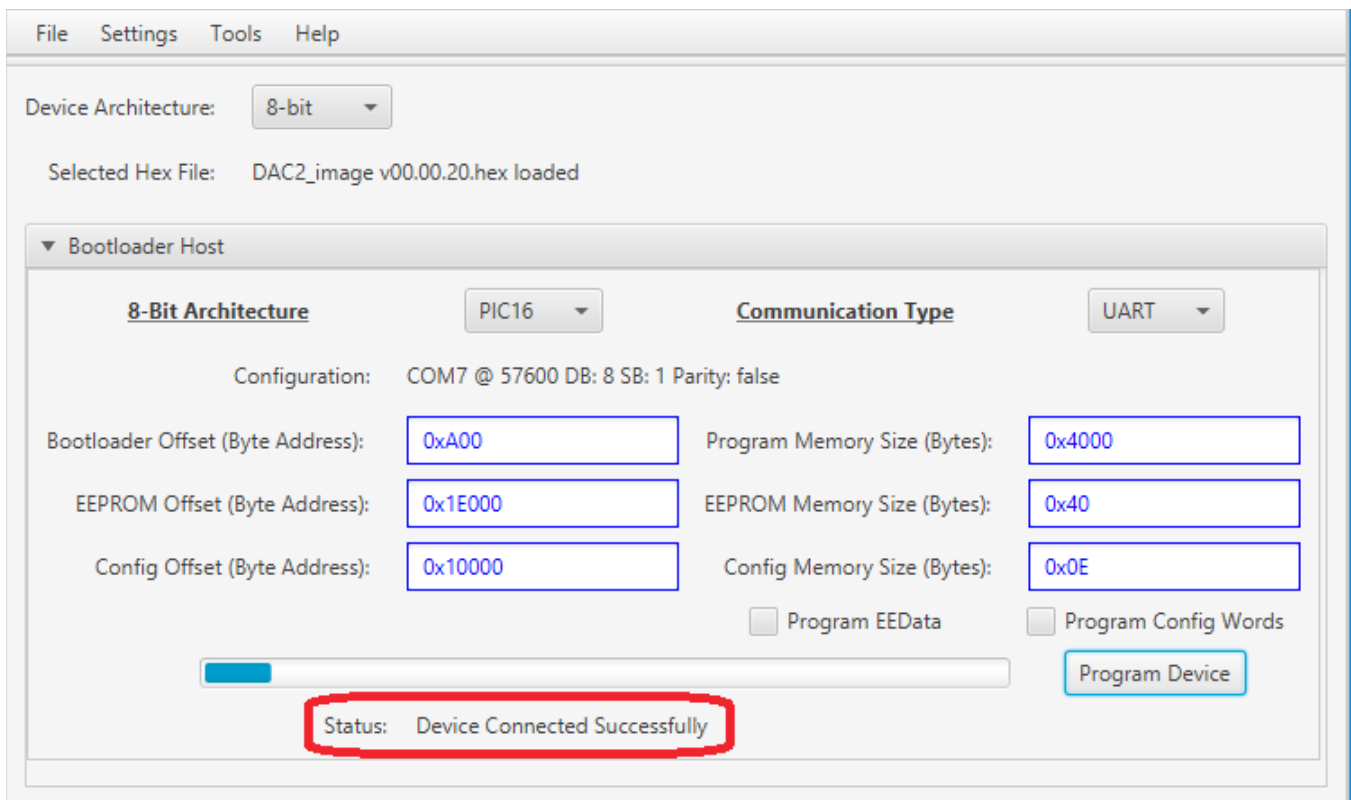 File Settings Tools Help
Device Architecture: 8-bit
Selected Hex File: DAC2_image v00.00.20.hex loaded
Bootloader Host
8-Bit Architecture PIC16 Communication Type UART
Configuration: COM7 @ 57600 DB: 8 SB: 1 Parity: false
Bootloader Offset (Byte Address): 0xA00 Program Memory Size (Bytes): 0x4000
EEPROM Offset (Byte Address): 0x1E000 EEPROM Memory Size (Bytes): 0x40
Config Offset (Byte Address): 0x10000 Config Memory Size (Bytes): 0x0E
Program EEData Program Config Words
Program Device
Status: Device Connected Successfully